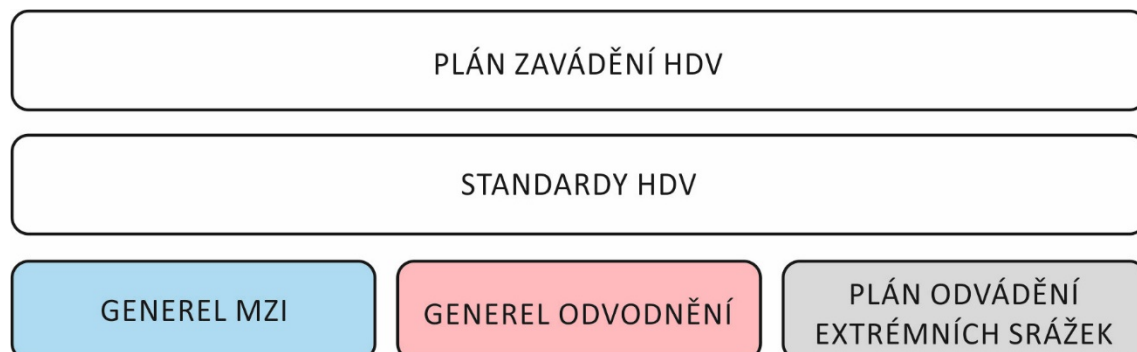 PLÁN ZAVÁDĚNÍ HDV
STANDARDY HDV
GENEREL MZI
GENEREL ODVODNĚNÍ
PLÁN ODVÁDĚNÍ
EXTRÉMNÍCH SRÁŽEK